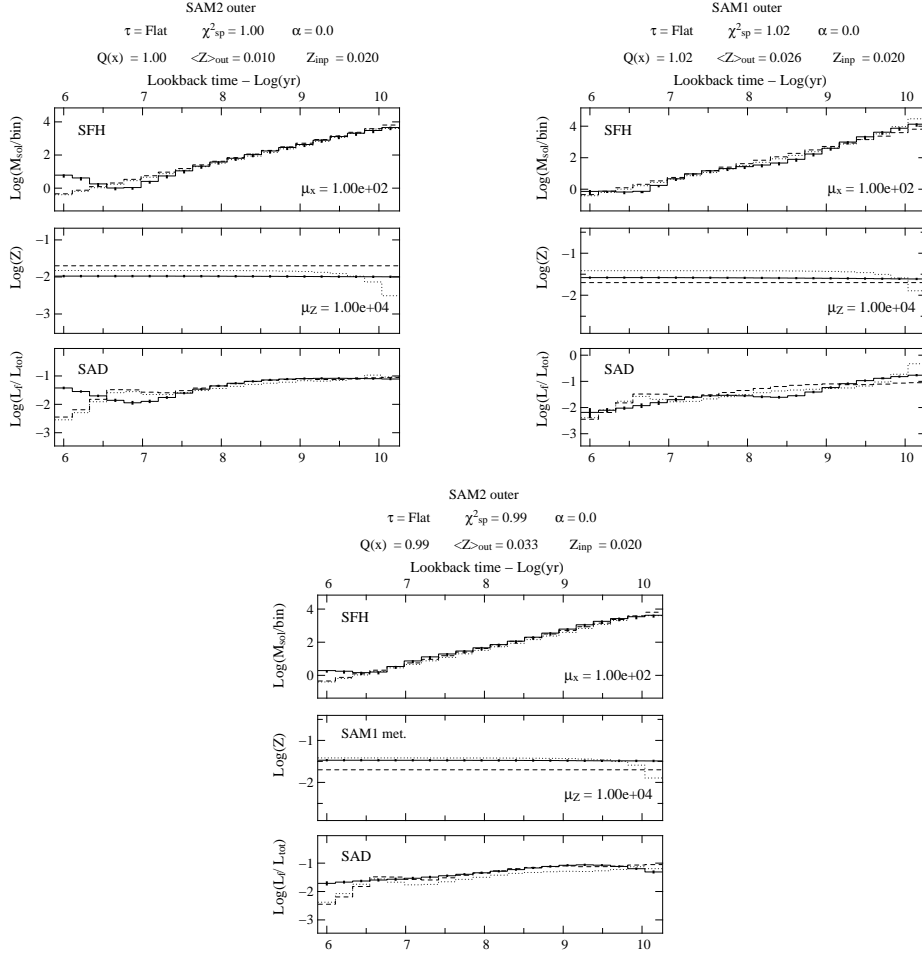 SAM2 outer
τ = Flat χ²sp = 1.00 α = 0.0
Q(x) = 1.00 <Z>out = 0.010 Zinp = 0.020
Lookback time – Log(yr)
6 7 8 9 10
Log(Msol/bin)
4
2
0
SFH
μx = 1.00e+02
Log(Z)
−1
−2
−3
μZ = 1.00e+04
Log(Lf/ Ltot)
0
−1
−2
−3
SAD
6 7 8 9 10
SAM1 outer
τ = Flat χ²sp = 1.02 α = 0.0
Q(x) = 1.02 <Z>out = 0.026 Zinp = 0.020
Lookback time – Log(yr)
6 7 8 9 10
Log(Msol/bin)
4
2
0
SFH
μx = 1.00e+02
Log(Z)
−1
−2
μZ = 1.00e+04
Log(Lf/ Ltot)
0
−1
−2
−3
SAD
6 7 8 9 10
SAM2 outer
τ = Flat χ²sp = 0.99 α = 0.0
Q(x) = 0.99 <Z>out = 0.033 Zinp = 0.020
Lookback time – Log(yr)
6 7 8 9 10
Log(Msol/bin)
4
2
0
SFH
μx = 1.00e+02
Log(Z)
−1
−2
SAM1 met.
μZ = 1.00e+04
Log(Lf/ Ltot)
−1
−2
−3
SAD
6 7 8 9 10